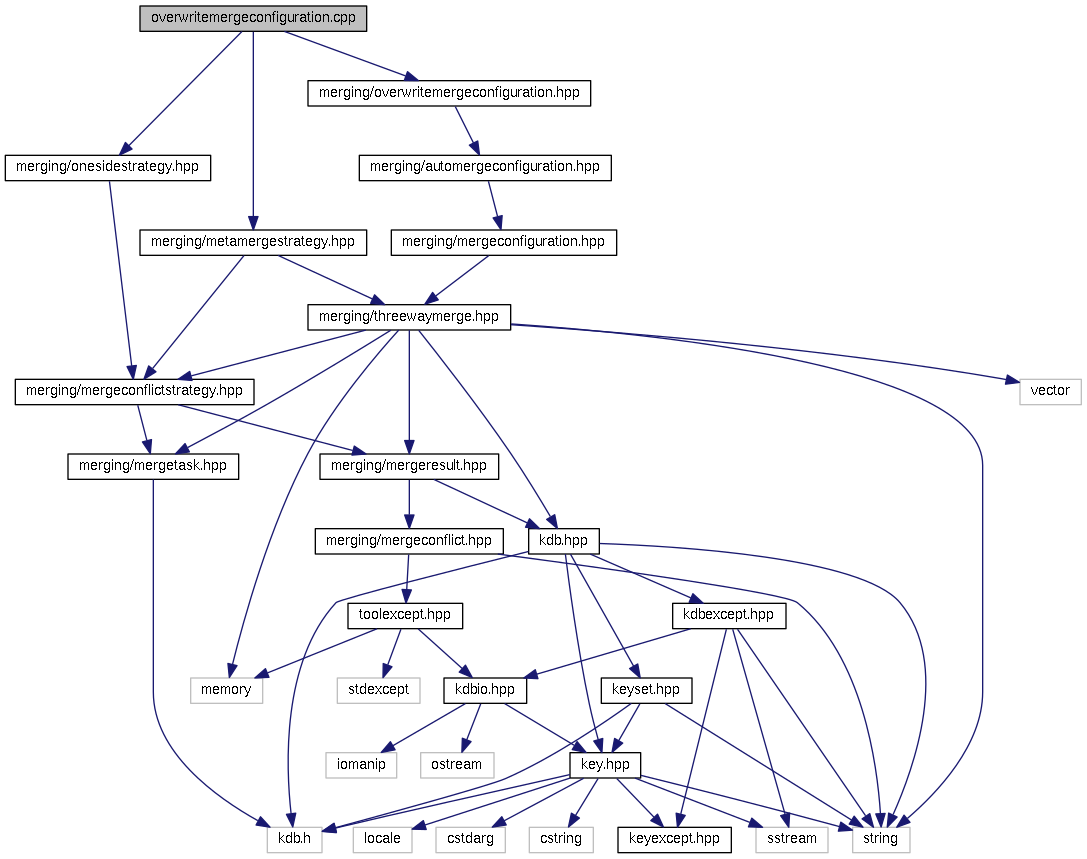 overwritemergeconfiguration.cpp
merging/overwritemergeconfiguration.hpp
merging/onesidestrategy.hpp
merging/automergeconfiguration.hpp
merging/metamergestrategy.hpp
merging/mergeconfiguration.hpp
merging/threewaymerge.hpp
merging/mergeconflictstrategy.hpp
vector
merging/mergetask.hpp
merging/mergeresult.hpp
merging/mergeconflict.hpp
kdb.hpp
toolexcept.hpp
kdbexcept.hpp
memory
stdexcept
kdbio.hpp
keyset.hpp
iomanip
ostream
key.hpp
kdb.h
locale
cstdarg
cstring
keyexcept.hpp
sstream
string